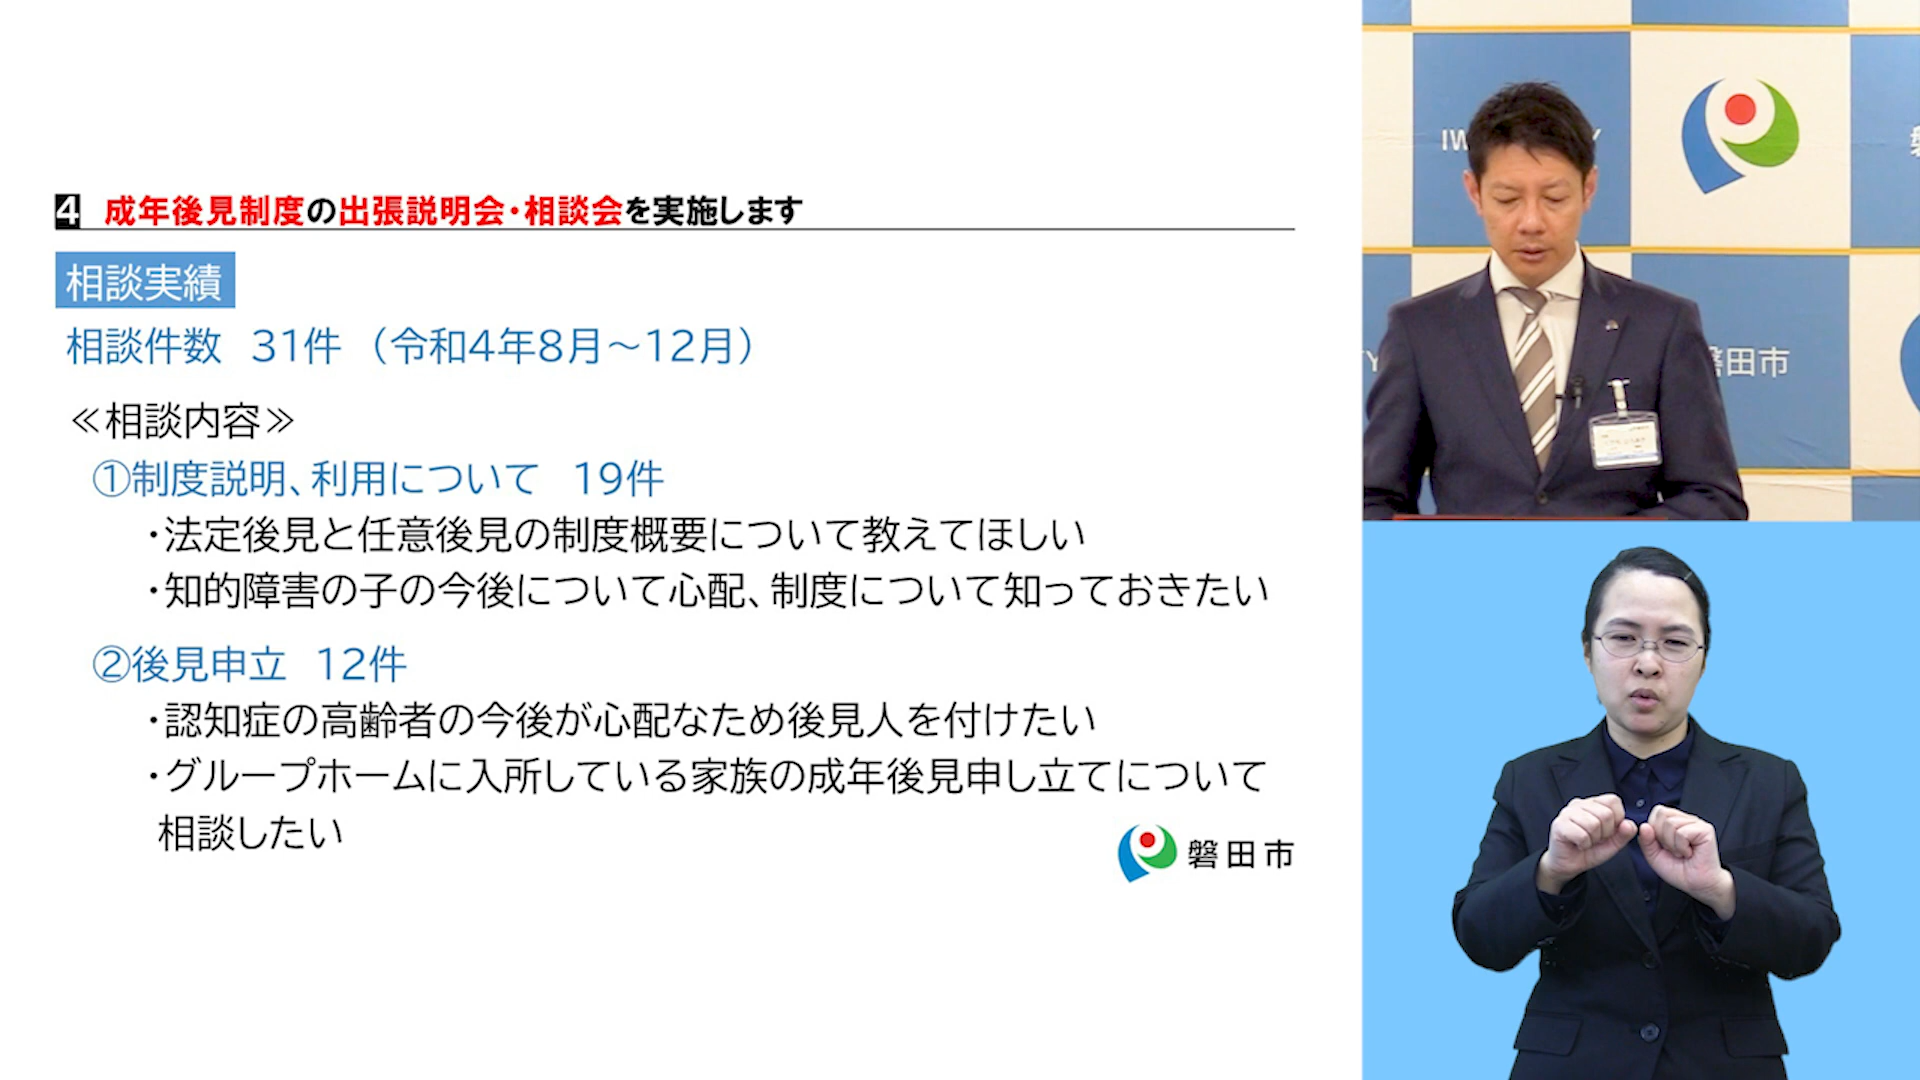 4 成年後見制度の出張説明会・相談会を実施します
相談実績
相談件数 31件 （令和4年8月～12月）
≪相談内容≫
①制度説明、利用について 19件
・法定後見と任意後見の制度概要について教えてほしい
・知的障害の子の今後について心配、制度について知っておきたい
②後見申立 12件
・認知症の高齢者の今後が心配なため後見人を付けたい
・グループホームに入所している家族の成年後見申し立てについて
相談したい
磐田市
磐田市